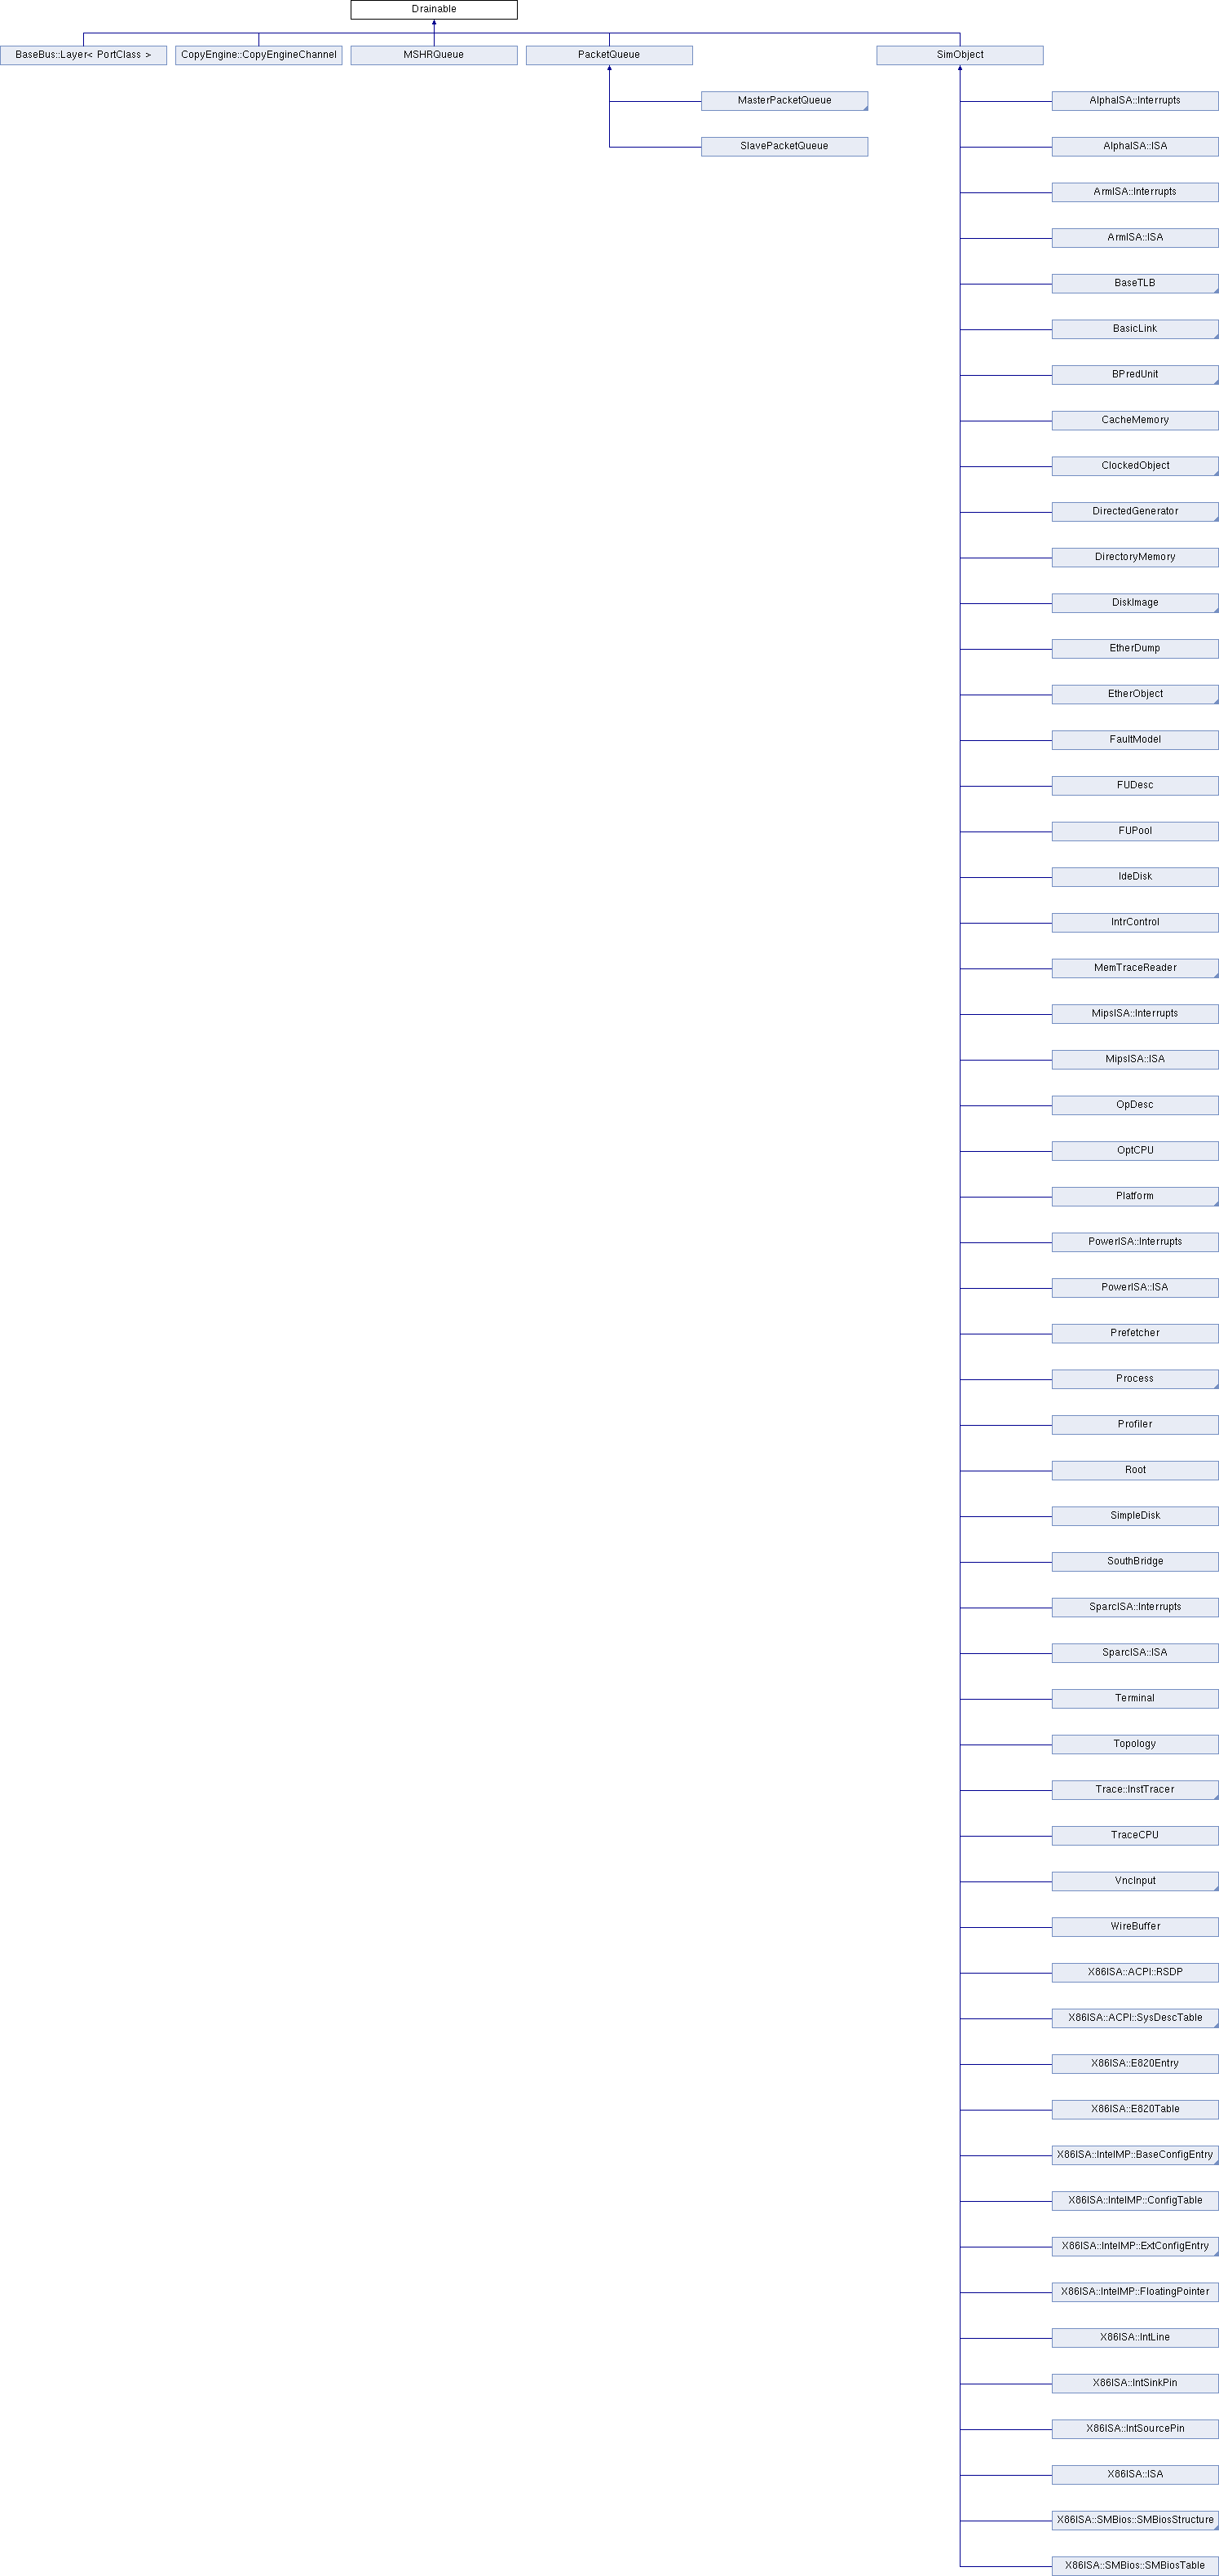 Drainable
BaseBus::Layer< PortClass >
CopyEngine::CopyEngineChannel
MSHRQueue
PacketQueue
SimObject
MasterPacketQueue
AlphaISA::Interrupts
SlavePacketQueue
AlphaISA::ISA
ArmISA::Interrupts
ArmISA::ISA
BaseTLB
BasicLink
BPredUnit
CacheMemory
ClockedObject
DirectedGenerator
DirectoryMemory
DiskImage
EtherDump
EtherObject
FaultModel
FUDesc
FUPool
IdeDisk
IntrControl
MemTraceReader
MipsISA::Interrupts
MipsISA::ISA
OpDesc
OptCPU
Platform
PowerISA::Interrupts
PowerISA::ISA
Prefetcher
Process
Profiler
Root
SimpleDisk
SouthBridge
SparcISA::Interrupts
SparcISA::ISA
Terminal
Topology
Trace::InstTracer
TraceCPU
VncInput
WireBuffer
X86ISA::ACPI::RSDP
X86ISA::ACPI::SysDescTable
X86ISA::E820Entry
X86ISA::E820Table
X86ISA::IntelMP::BaseConfigEntry
X86ISA::IntelMP::ConfigTable
X86ISA::IntelMP::ExtConfigEntry
X86ISA::IntelMP::FloatingPointer
X86ISA::IntLine
X86ISA::IntSinkPin
X86ISA::IntSourcePin
X86ISA::ISA
X86ISA::SMBios::SMBiosStructure
X86ISA::SMBios::SMBiosTable